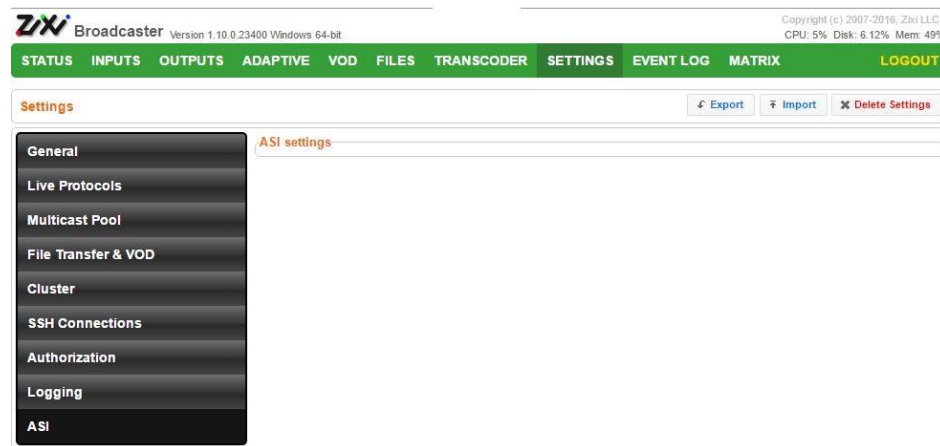 ZiXi Broadcaster Version 1.10.0.23400 Windows 64-bit
Copyright (c) 2007-2016, Zixi LLC
CPU: 5% Disk: 6.12% Mem: 49%
STATUS INPUTS OUTPUTS ADAPTIVE VOD FILES TRANSCODER SETTINGS EVENT LOG MATRIX LOGOUT
Settings Export Import Delete Settings
General
Live Protocols
Multicast Pool
File Transfer & VOD
Cluster
SSH Connections
Authorization
Logging
ASI
ASI settings